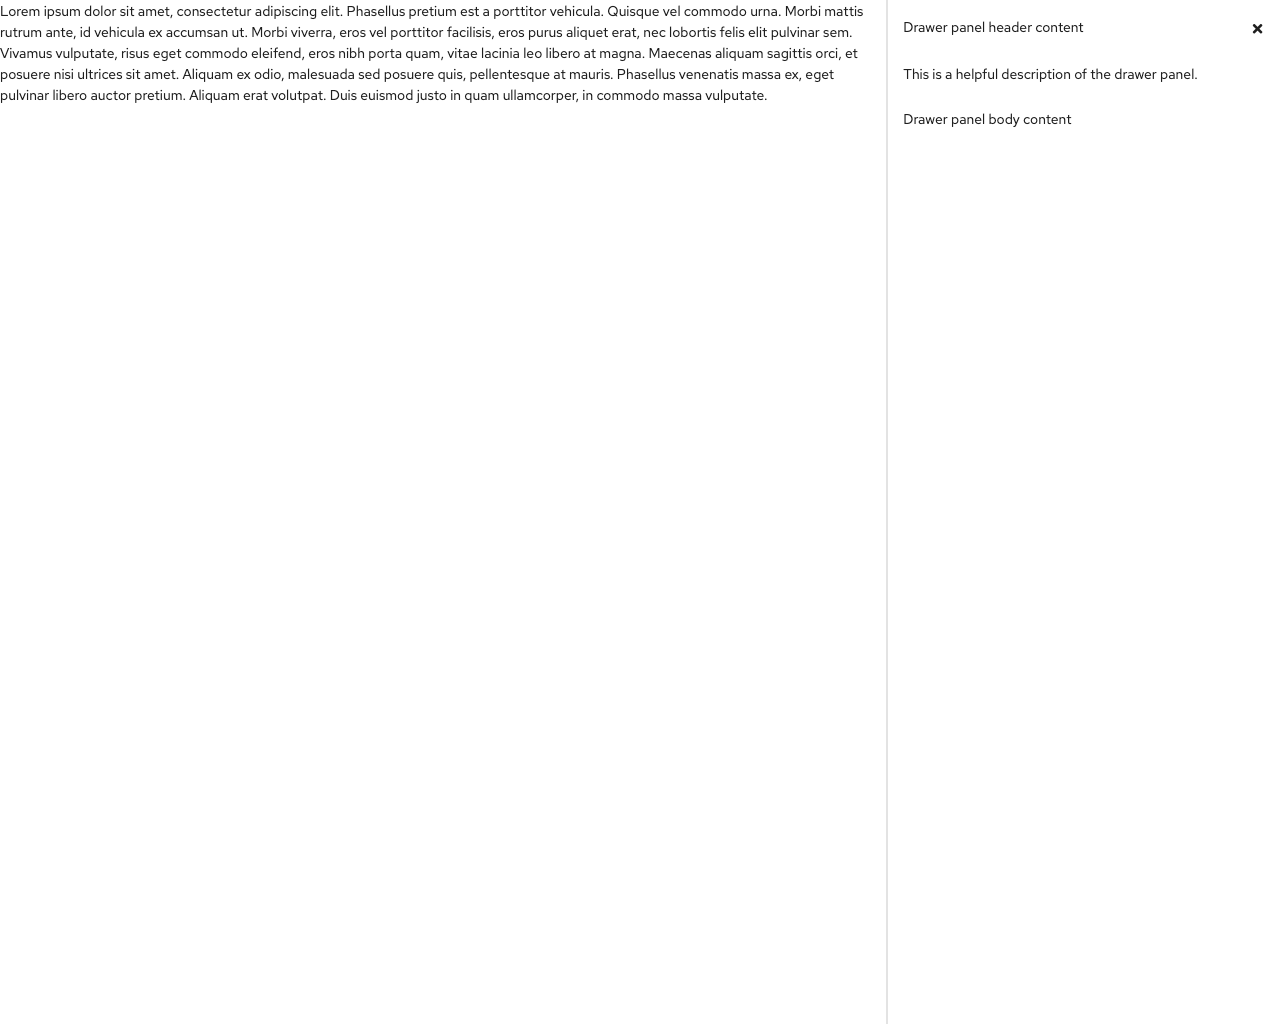 Lorem ipsum dolor sit amet, consectetur adipiscing elit. Phasellus pretium est a porttitor vehicula. Quisque vel commodo urna. Morbi mattis
rutrum ante, id vehicula ex accumsan ut. Morbi viverra, eros vel porttitor facilisis, eros purus aliquet erat, nec lobortis felis elit pulvinar sem.
Vivamus vulputate, risus eget commodo eleifend, eros nibh porta quam, vitae lacinia leo libero at magna. Maecenas aliquam sagittis orci, et
posuere nisi ultrices sit amet. Aliquam ex odio, malesuada sed posuere quis, pellentesque at mauris. Phasellus venenatis massa ex, eget
pulvinar libero auctor pretium. Aliquam erat volutpat. Duis euismod justo in quam ullamcorper, in commodo massa vulputate.
Drawer panel header content
This is a helpful description of the drawer panel.
Drawer panel body content